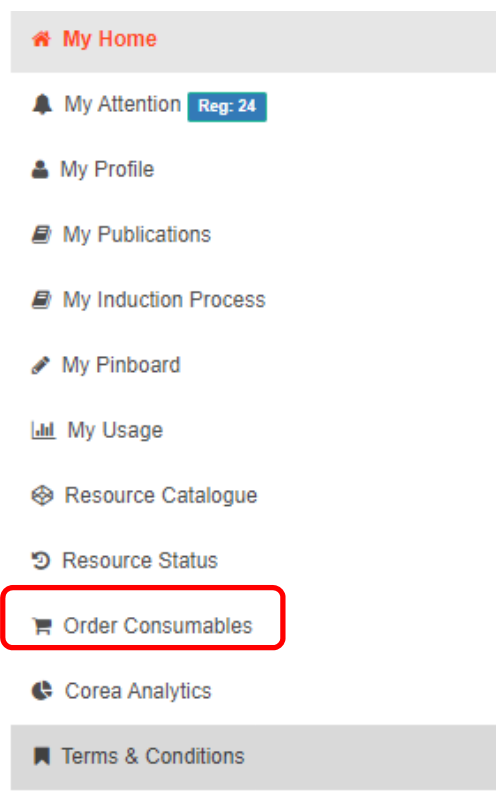 My Home
My Attention Reg: 24
My Profile
My Publications
My Induction Process
My Pinboard
My Usage
Resource Catalogue
Resource Status
Order Consumables
Corea Analytics
Terms & Conditions